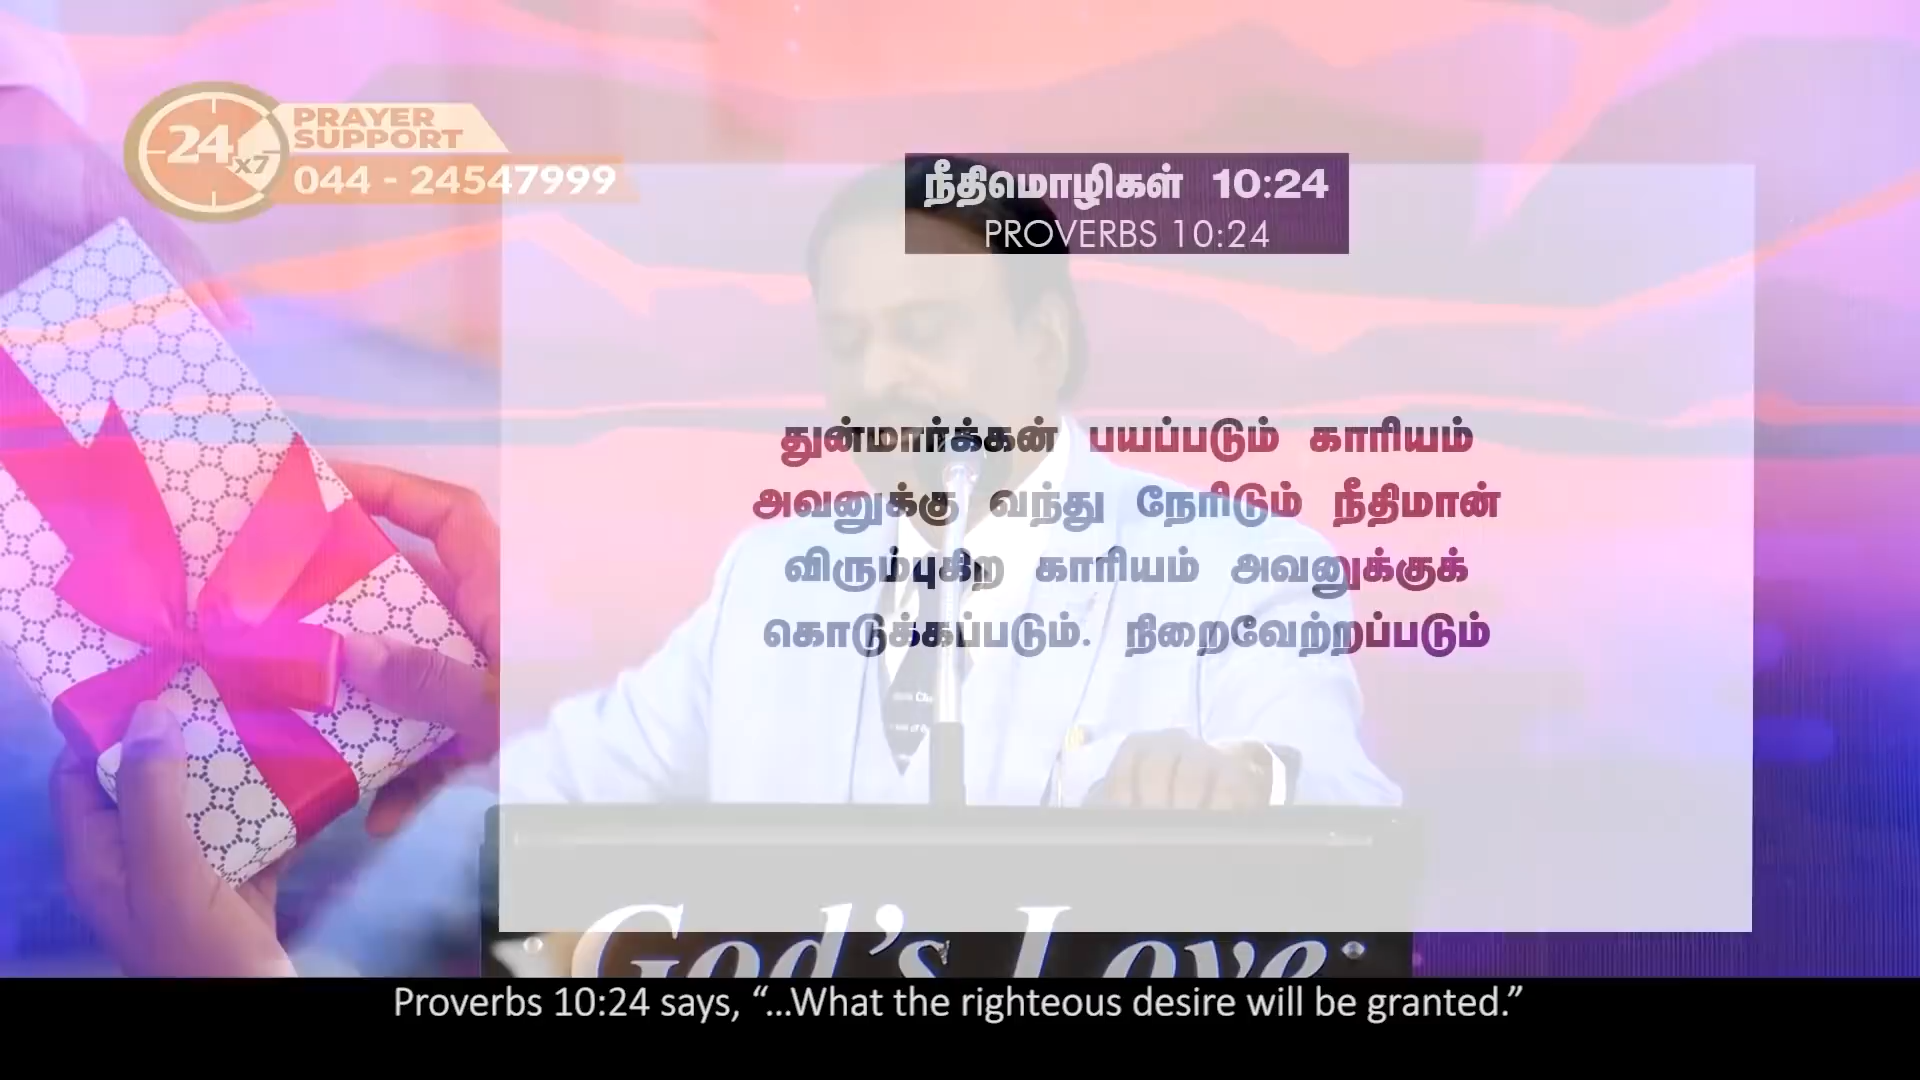 24
x7
PRAYER
SUPPORT
044 - 24547999
நீதிமொழிகள் 10:24
PROVERBS 10:24
துன்மார்க்கன் பயப்படும் காரியம்
அவனுக்கு வந்து நேரிடும் நீதிமான்
விரும்புகிற காரியம் அவனுக்குக்
கொடுக்கப்படும். நிறைவேற்றப்படும்
God's Love
Proverbs 10:24 says, “...What the righteous desire will be granted.”